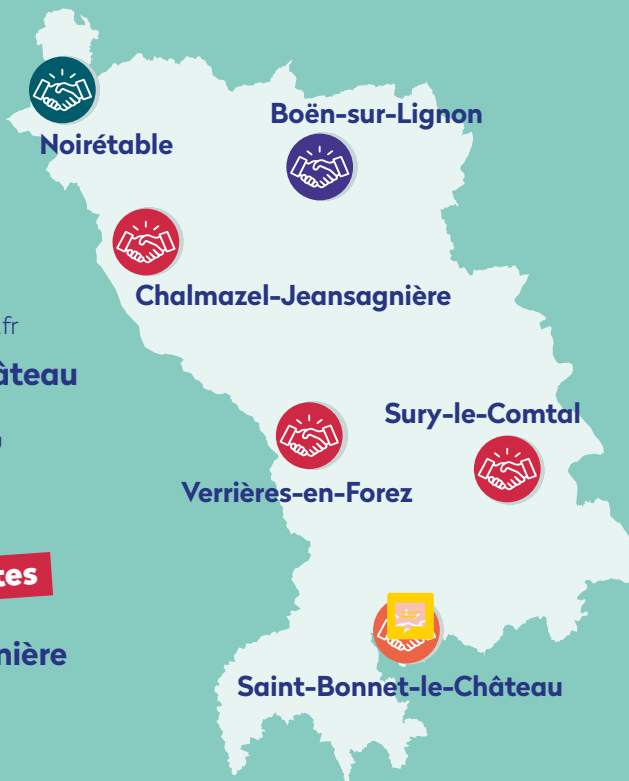 Boën-sur-Lignon
Noirétable
Chalmazel-Jeansagnière
.fr
âteau
Sury-le-Comtal
Verrières-en-Forez
tes
nière
Saint-Bonnet-le-Château